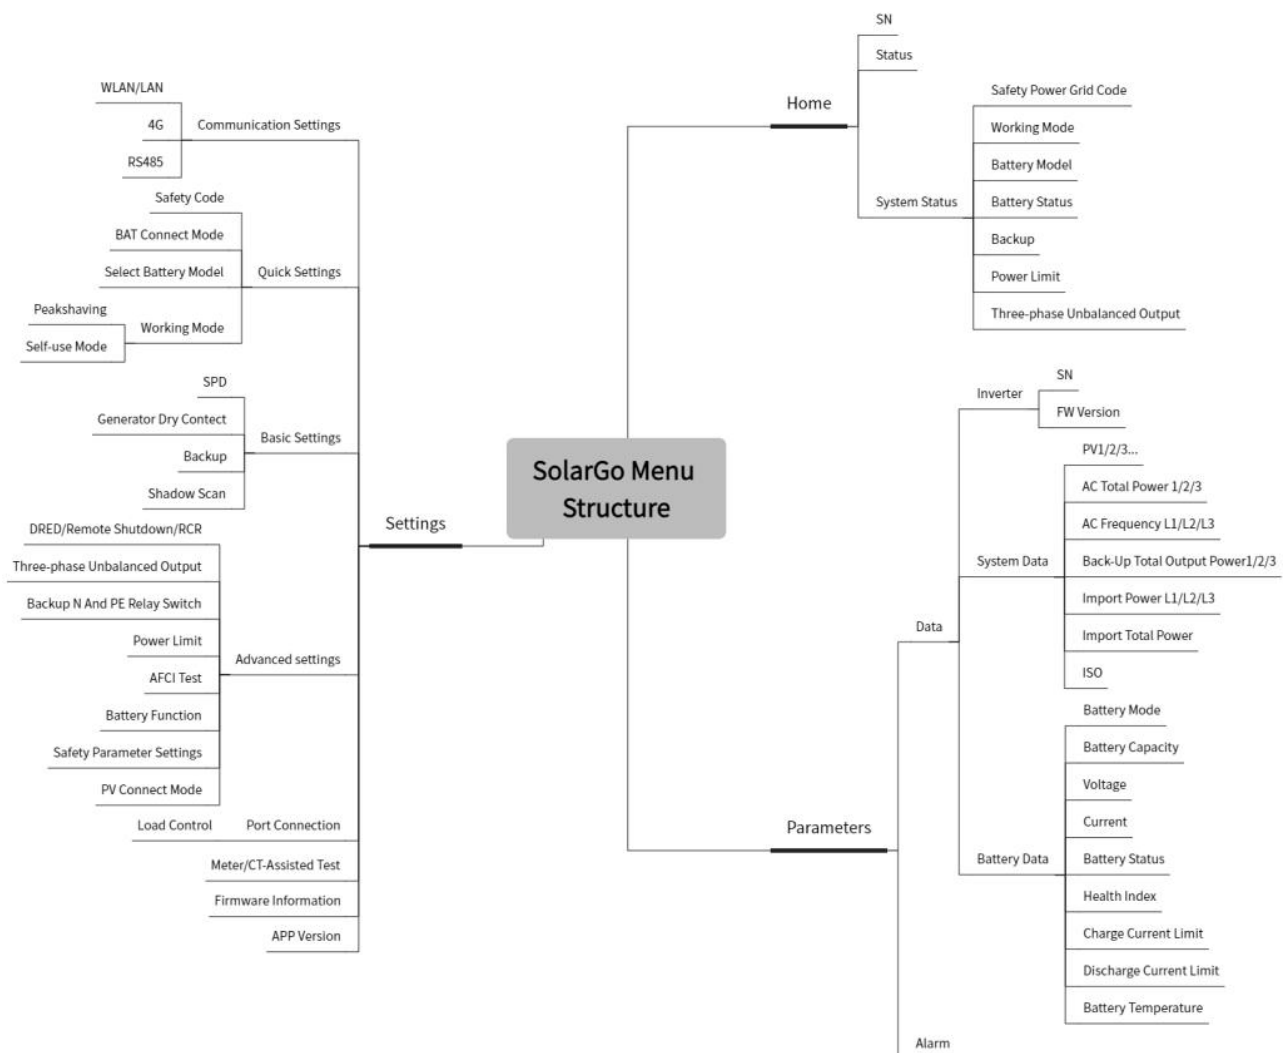 SolarGo Menu
Structure
Home
SN
Status
System Status
Safety Power Grid Code
Working Mode
Battery Model
Battery Status
Backup
Power Limit
Three-phase Unbalanced Output
Parameters
Data
Inverter
SN
FW Version
System Data
PV1/2/3...
AC Total Power 1/2/3
AC Frequency L1/L2/L3
Back-Up Total Output Power1/2/3
Import Power L1/L2/L3
Import Total Power
ISO
Battery Data
Battery Mode
Battery Capacity
Voltage
Current
Battery Status
Health Index
Charge Current Limit
Discharge Current Limit
Battery Temperature
Alarm
Settings
Communication Settings
WLAN/LAN
4G
RS485
Quick Settings
Safety Code
BAT Connect Mode
Select Battery Model
Working Mode
Peakshaving
Self-use Mode
Basic Settings
SPD
Generator Dry Contect
Backup
Shadow Scan
Advanced settings
DRED/Remote Shutdown/RCR
Three-phase Unbalanced Output
Backup N And PE Relay Switch
Power Limit
AFCI Test
Battery Function
Safety Parameter Settings
PV Connect Mode
Port Connection
Load Control
Meter/CT-Assisted Test
Firmware Information
APP Version